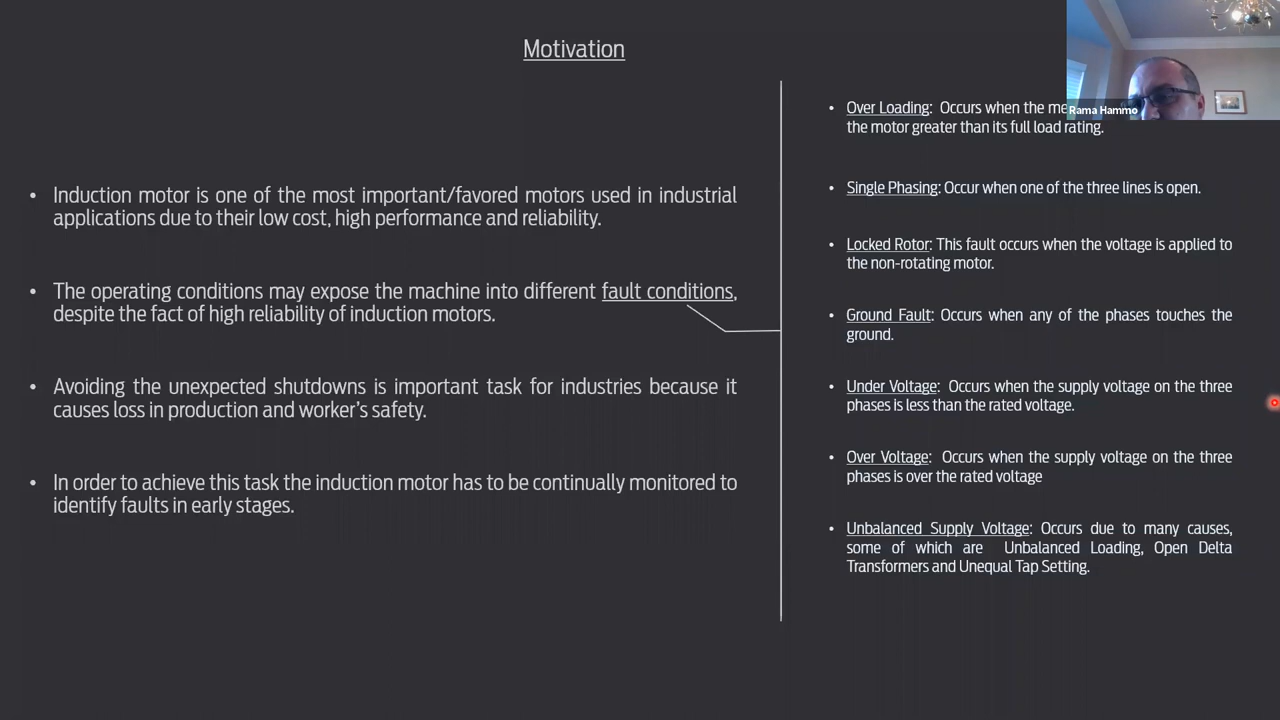 Motivation
• Induction motor is one of the most important/favored motors used in industrial
applications due to their low cost, high performance and reliability.
• The operating conditions may expose the machine into different fault conditions,
despite the fact of high reliability of induction motors.
• Avoiding the unexpected shutdowns is important task for industries because it
causes loss in production and worker's safety.
• In order to achieve this task the induction motor has to be continually monitored to
identify faults in early stages.
Rama Hammo
• Over Loading: Occurs when the me
the motor greater than its full load rating.
• Single Phasing: Occur when one of the three lines is open.
• Locked Rotor: This fault occurs when the voltage is applied to
the non-rotating motor.
• Ground Fault: Occurs when any of the phases touches the
ground.
• Under Voltage: Occurs when the supply voltage on the three
phases is less than the rated voltage.
• Over Voltage: Occurs when the supply voltage on the three
phases is over the rated voltage
• Unbalanced Supply Voltage: Occurs due to many causes,
some of which are Unbalanced Loading, Open Delta
Transformers and Unequal Tap Setting.